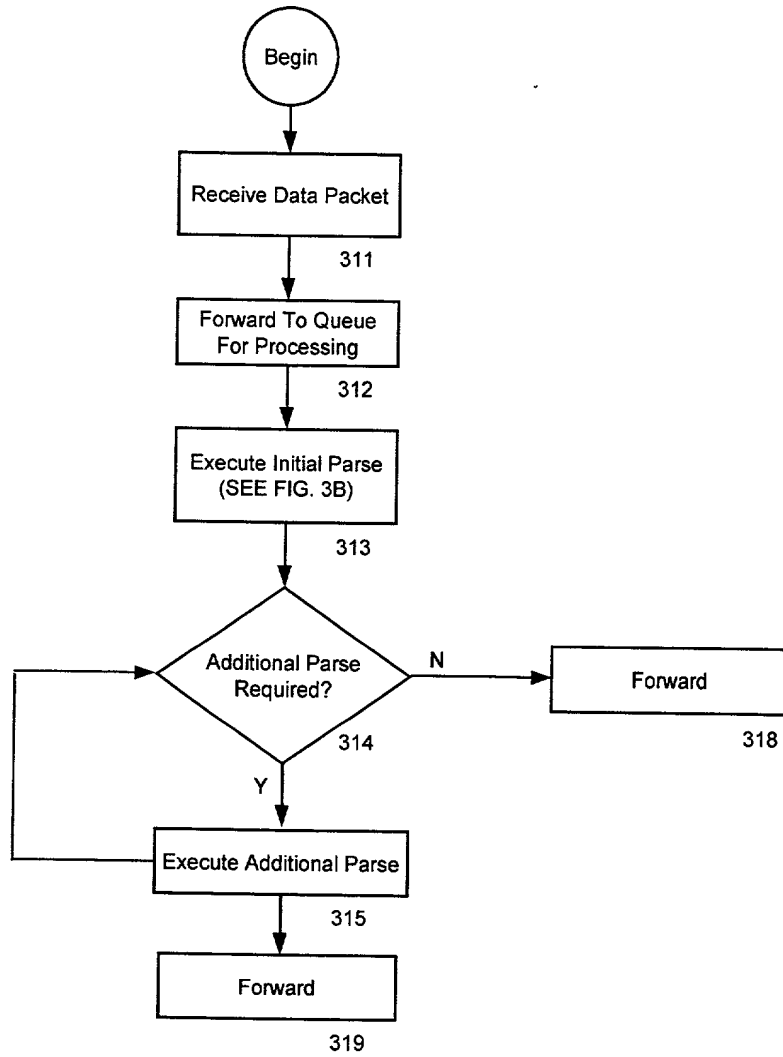 Begin
Receive Data Packet
311
Forward To Queue
For Processing
312
Execute Initial Parse
(SEE FIG. 3B)
313
Additional Parse
Required?
314
N
Forward
318
Y
Execute Additional Parse
315
Forward
319